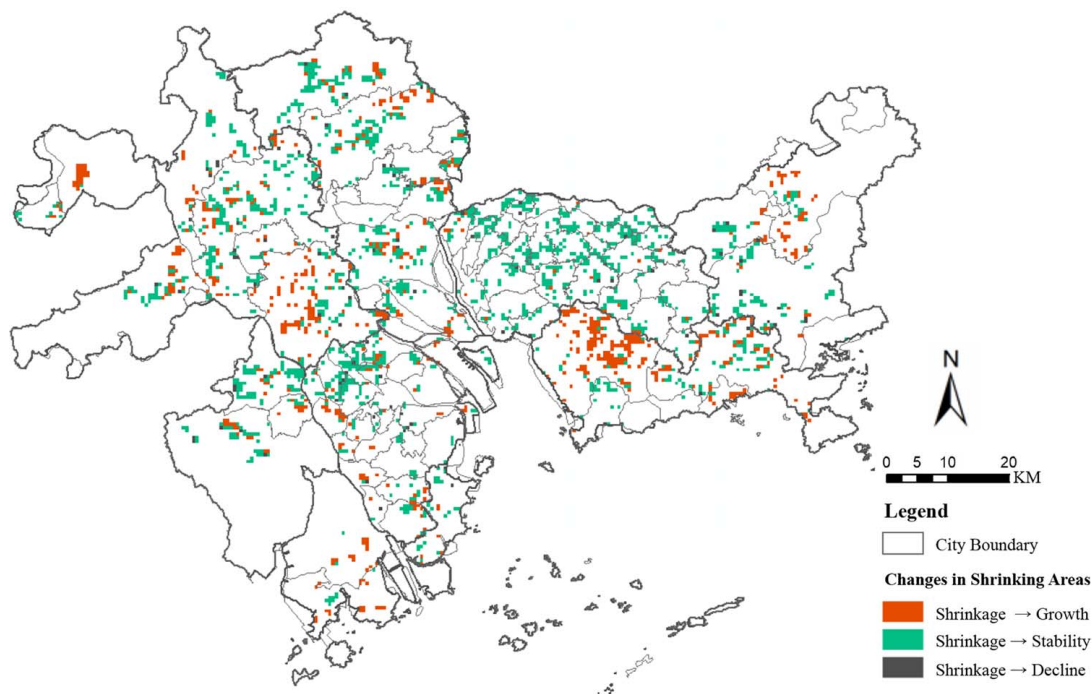 N
0 5 10 20
KM
Legend
City Boundary
Changes in Shrinking Areas
Shrinkage → Growth
Shrinkage → Stability
Shrinkage → Decline